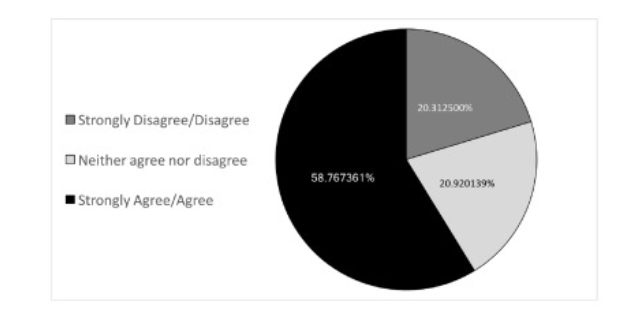 20.312500%
Strongly Disagree/Disagree
Neither agree nor disagree
58.767361%
20.920139%
Strongly Agree/Agree